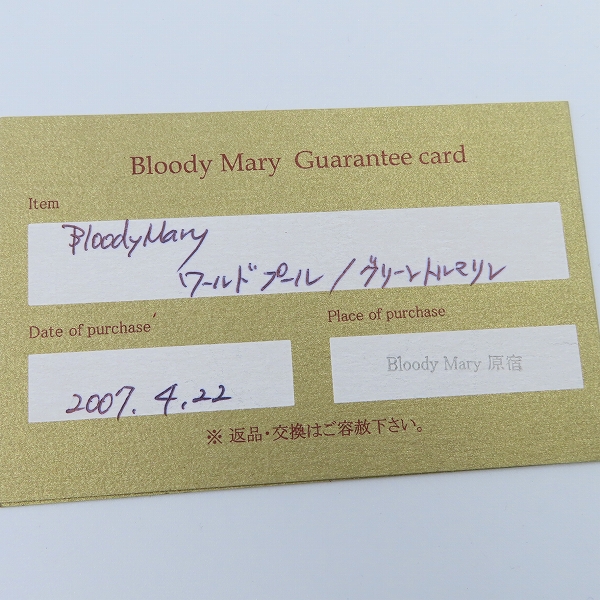 Bloody Mary Guarantee card
Item
BloodyMary
ワールドプール/グリーントルマリン
Date of purchase
Place of purchase
2007.4.22
Bloody Mary 原宿
※ 返品・交換はご容赦下さい。